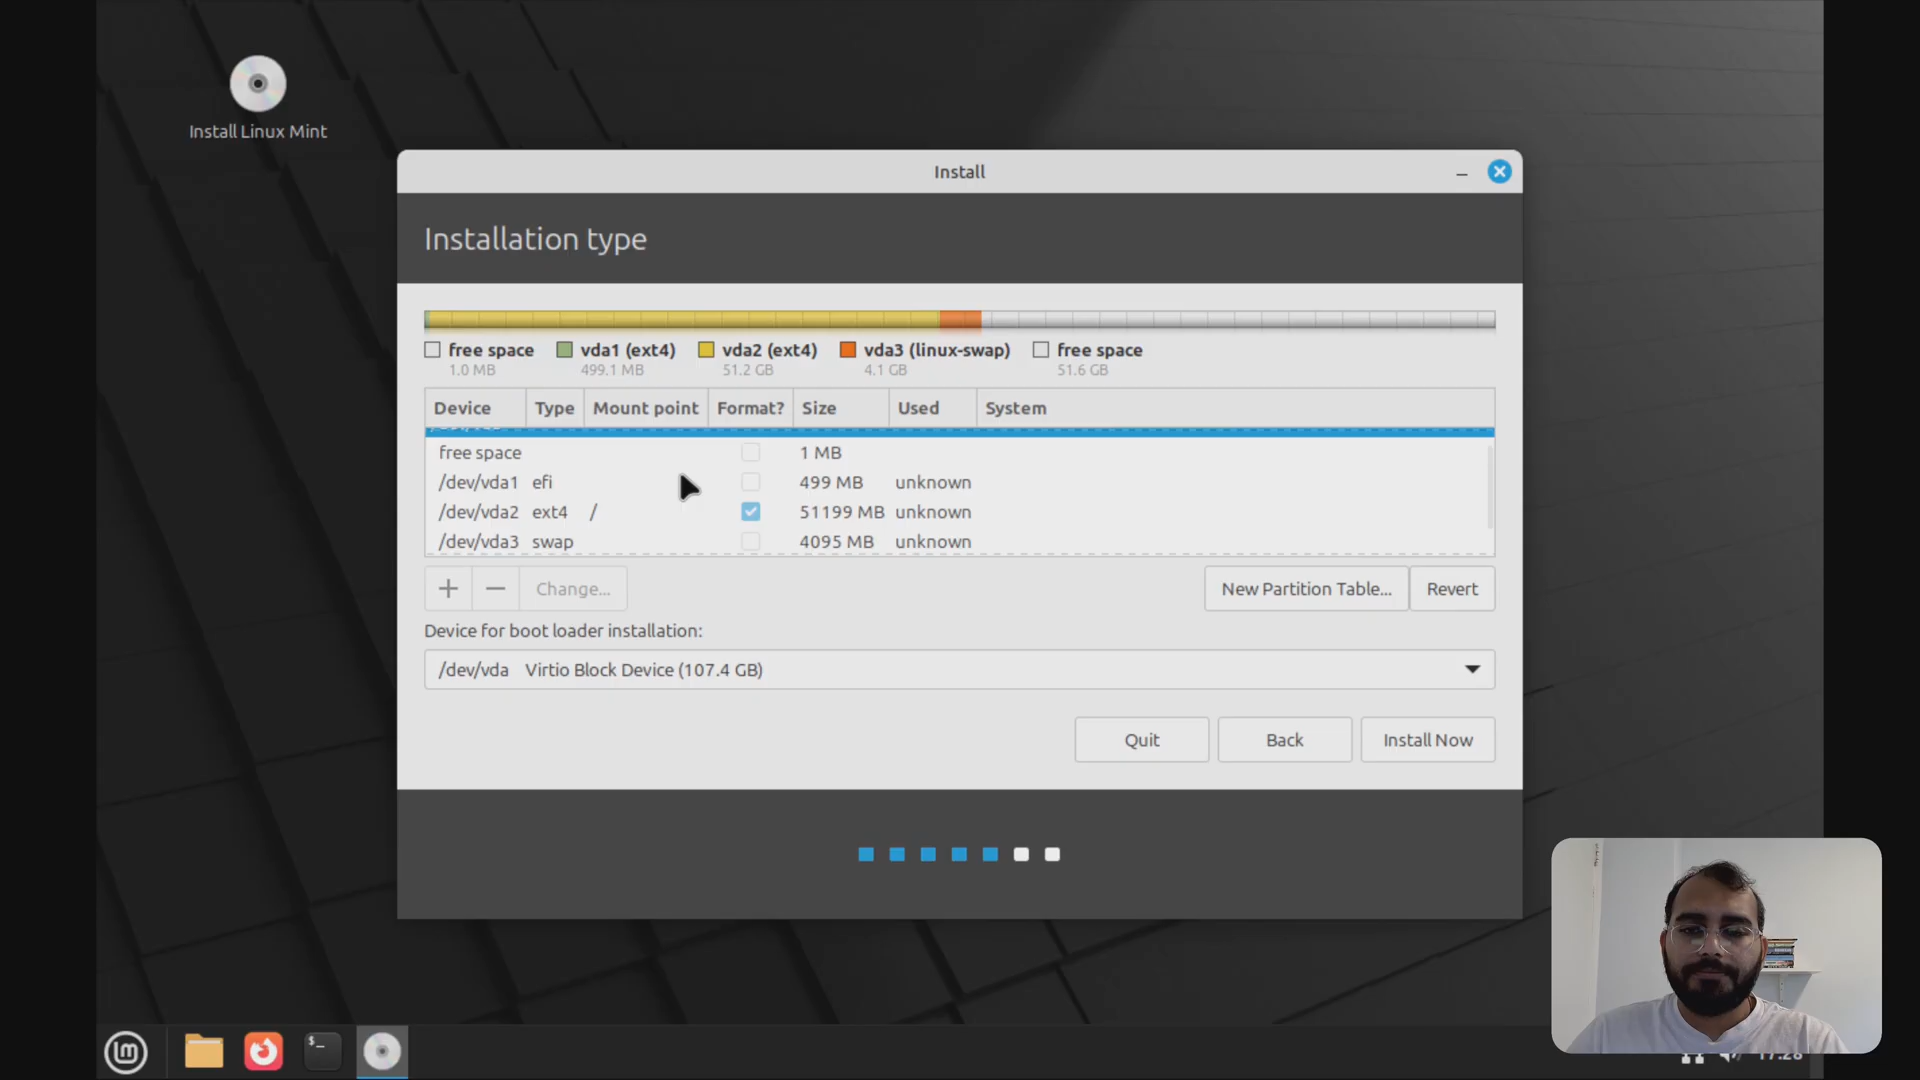 Install Linux Mint
Install
Installation type
free space vda1 (ext4) vda2 (ext4) vda3 (linux-swap) free space
1.0 MB 499.1 MB 51.2 GB 4.1 GB 51.6 GB
Device Type Mount point Format? Size Used System
free space 1 MB
/dev/vda1 efi 499 MB unknown
/dev/vda2 ext4 / 51199 MB unknown
/dev/vda3 swap 4095 MB unknown
+ − Change... New Partition Table... Revert
Device for boot loader installation:
/dev/vda Virtio Block Device (107.4 GB)
Quit Back Install Now
$_
17:28